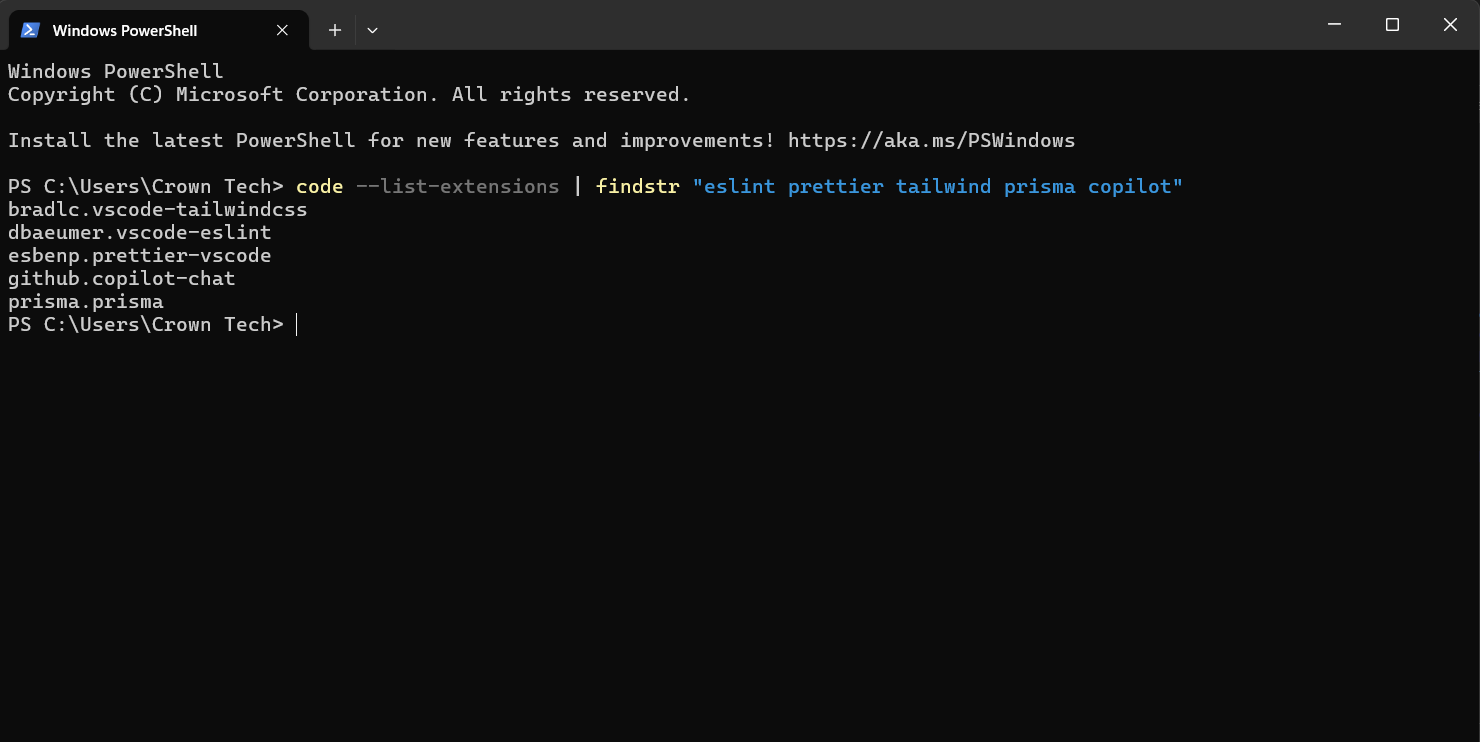 Windows PowerShell
Windows PowerShell
Copyright (C) Microsoft Corporation. All rights reserved.
Install the latest PowerShell for new features and improvements! https://aka.ms/PSWindows
PS C:\Users\Crown Tech> code --list-extensions | findstr "eslint prettier tailwind prisma copilot"
bradlc.vscode-tailwindcss
dbaeumer.vscode-eslint
esbenp.prettier-vscode
github.copilot-chat
prisma.prisma
PS C:\Users\Crown Tech>